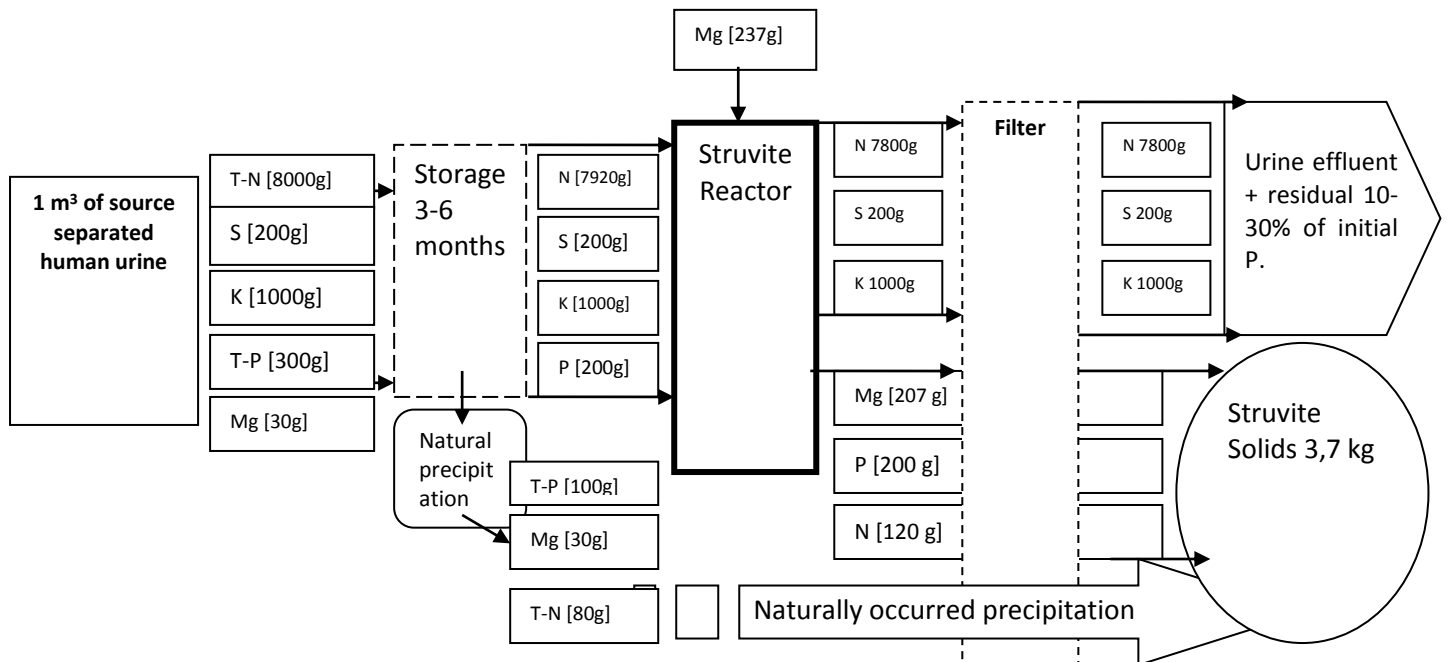 Mg [237g]
1 m³ of source
separated
human urine
T-N [8000g]
S [200g]
K [1000g]
T-P [300g]
Mg [30g]
Storage
3-6
months
Natural
precipit
ation
N [7920g]
S [200g]
K [1000g]
P [200g]
T-P [100g]
Mg [30g]
T-N [80g]
Struvite
Reactor
N 7800g
S 200g
K 1000g
Mg [207 g]
P [200 g]
N [120 g]
Filter
N 7800g
S 200g
K 1000g
Urine effluent
+ residual 10-
30% of initial
P.
Struvite
Solids 3,7 kg
Naturally occurred precipitation